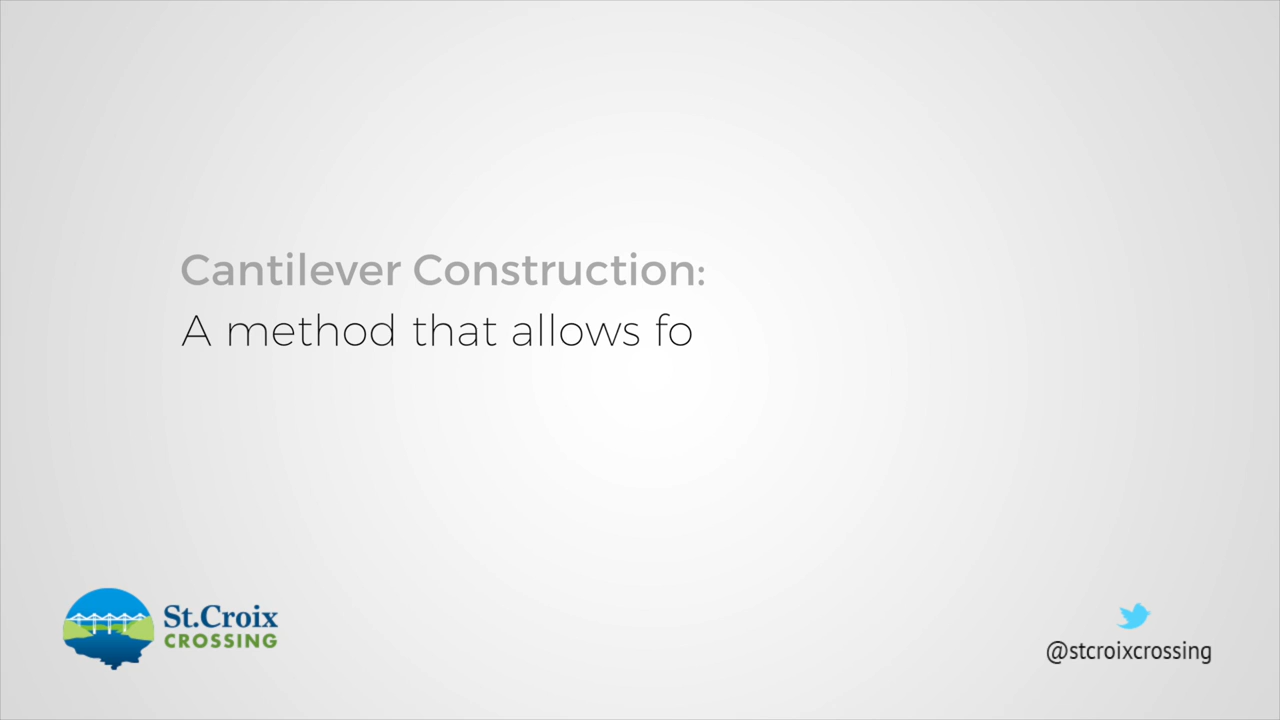 Cantilever Construction:
A method that allows fo
St.Croix
CROSSING
@stcroixcrossing